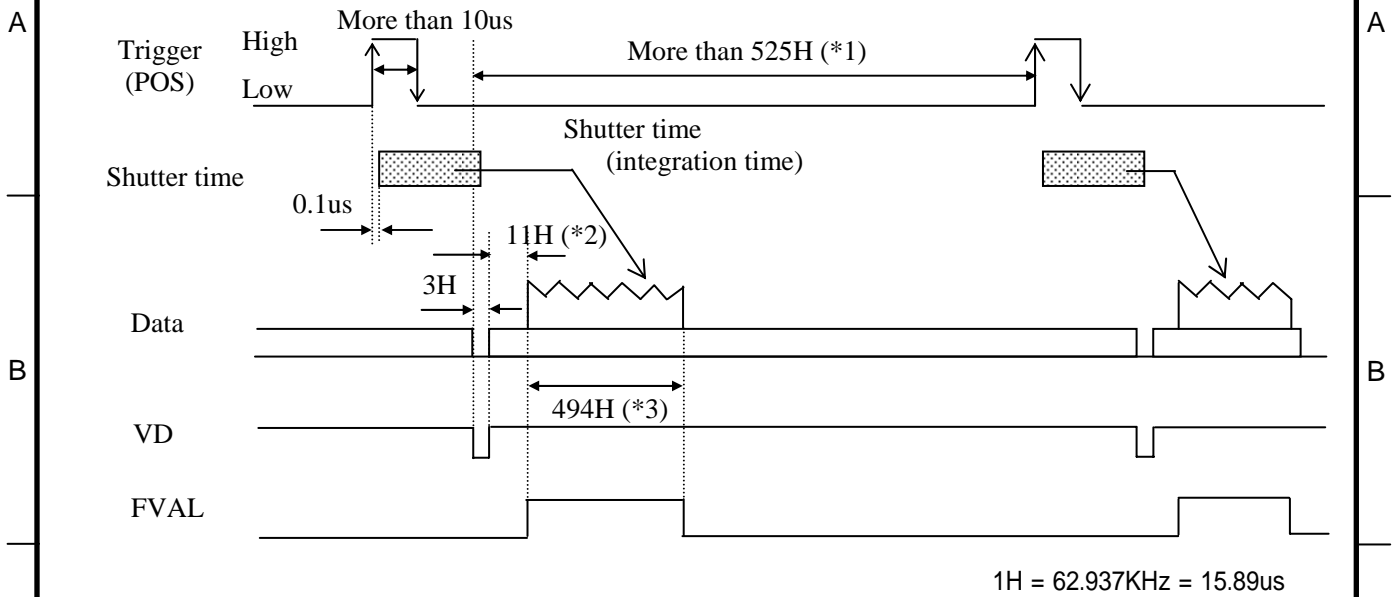 A
A
More than 10us
Trigger
(POS)
High
Low
More than 525H (*1)
Shutter time
(integration time)
Shutter time
0.1us
11H (*2)
3H
Data
B
B
494H (*3)
VD
FVAL
1H = 62.937KHz = 15.89us